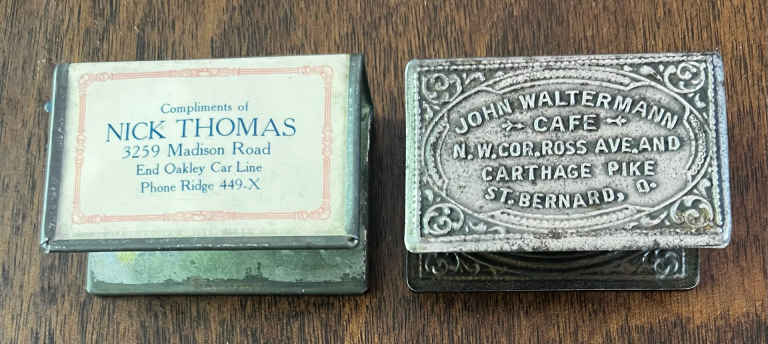 Compliments of
NICK THOMAS
3259 Madison Road
End Oakley Car Line
Phone Ridge 449-X
JOHN WALTERMANN
CAFE
N.W.COR.ROSS AVE.AND
CARTHAGE PIKE
ST.BERNARD, O.